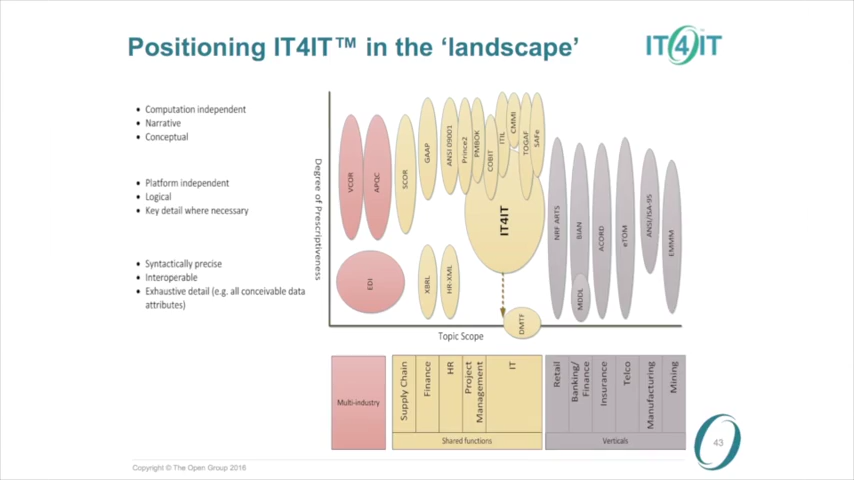 Positioning IT4IT™ in the ‘landscape’
IT4IT™
• Computation independent
• Narrative
• Conceptual
• Platform independent
• Logical
• Key detail where necessary
• Syntactically precise
• Interoperable
• Exhaustive detail (e.g. all conceivable data
attributes)
Degree of Prescriptiveness
VCOR
APQC
SCOR
GAAP
ANSI 09001
Prince2
PMBOK
COBIT
ITIL
CMMI
TOGAF
SAFe
IT4IT
NRF ARTS
BIAN
ACORD
eTOM
ANSI/ISA-95
EMMM
EDI
XBRL
HR-XML
MDDL
DMTF
Topic Scope
Multi-industry
Supply Chain
Finance
HR
Project
Management
IT
Shared functions
Retail
Banking/
Finance
Insurance
Telco
Manufacturing
Mining
Verticals
43
Copyright © The Open Group 2016